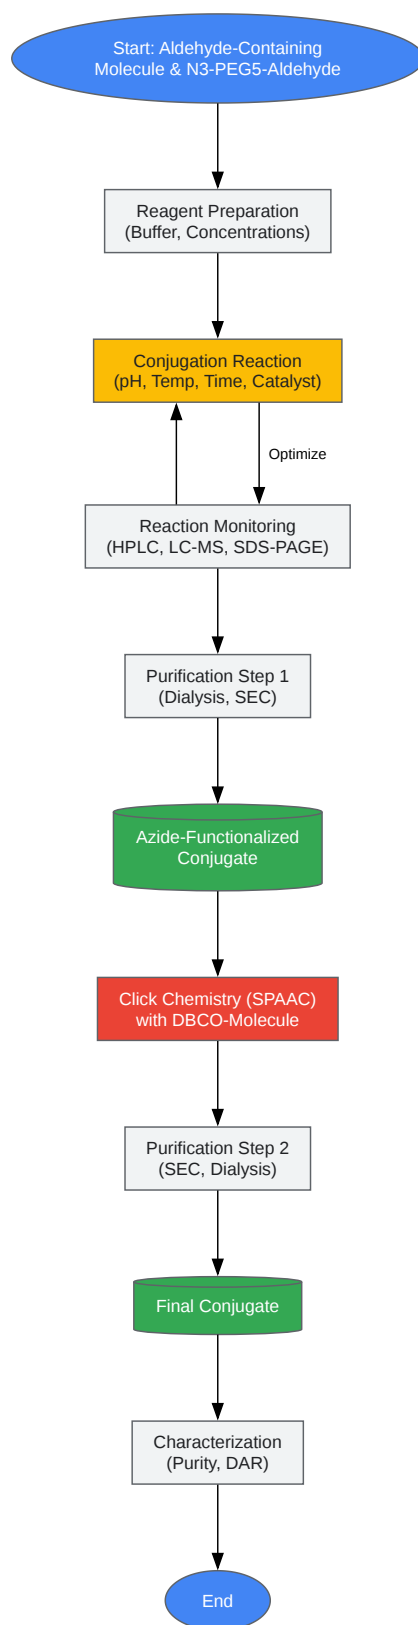 Start: Aldehyde-Containing
Molecule & N3-PEG5-Aldehyde
Reagent Preparation
(Buffer, Concentrations)
Conjugation Reaction
(pH, Temp, Time, Catalyst)
Optimize
Reaction Monitoring
(HPLC, LC-MS, SDS-PAGE)
Purification Step 1
(Dialysis, SEC)
Azide-Functionalized
Conjugate
Click Chemistry (SPAAC)
with DBCO-Molecule
Purification Step 2
(SEC, Dialysis)
Final Conjugate
Characterization
(Purity, DAR)
End